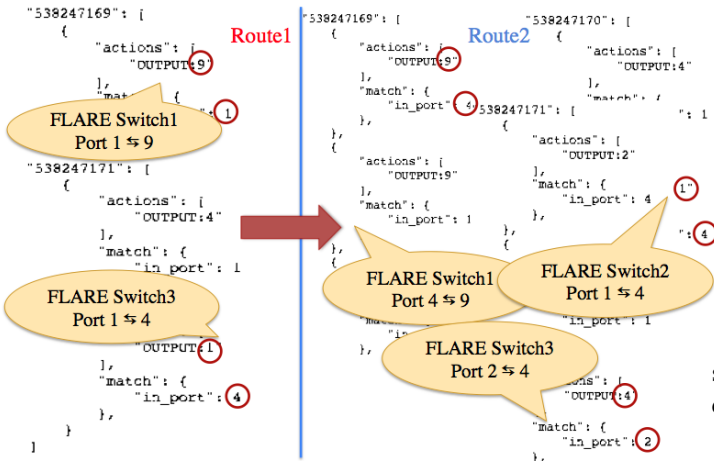 "538247169": [
{
"actions": [
"OUTPUT:9"
],
"match": {
": 1
Route1
FLARE Switch1
Port 1 ⇆ 9
"538247171": [
{
"actions": [
"OUTPUT:4"
],
"match": {
"in_port": 1
FLARE Switch3
Port 1 ⇆ 4
"OUTPUT:1"
],
"match": {
"in_port": 4
},
}
]
Route2
"538247169": [
{
"actions": [
"OUTPUT:9"
],
"match": {
"in_port": 4
},
{
"OUTPUT:9"
],
"match": {
"in_port": 1
},
{
FLARE Switch1
Port 4 ⇆ 9
},
"538247170": [
{
"actions": [
"OUTPUT:4"
],
"match": {
": 1
"538247171": [
{
"actions": [
"OUTPUT:2"
],
"match": {
"in_port": 4
},
{
1"
": 4
FLARE Switch2
Port 1 ⇆ 4
"in_port": 1
FLARE Switch3
Port 2 ⇆ 4
"OUTPUT:4"
],
"match": {
"in_port": 2
},